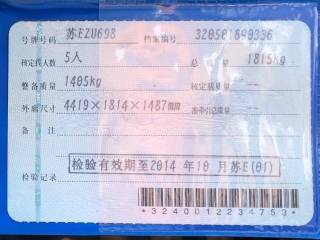 号牌号码 苏EZU698 档案编号 320501840336
核定载人数 5人 总质量 1815kg
整备质量 1405kg 核定载质量
外廓尺寸 4419×1814×1487mm 准牵引总质量
备注
检验有效期至2014年10月苏E(01)
检验记录
*3240012234753*